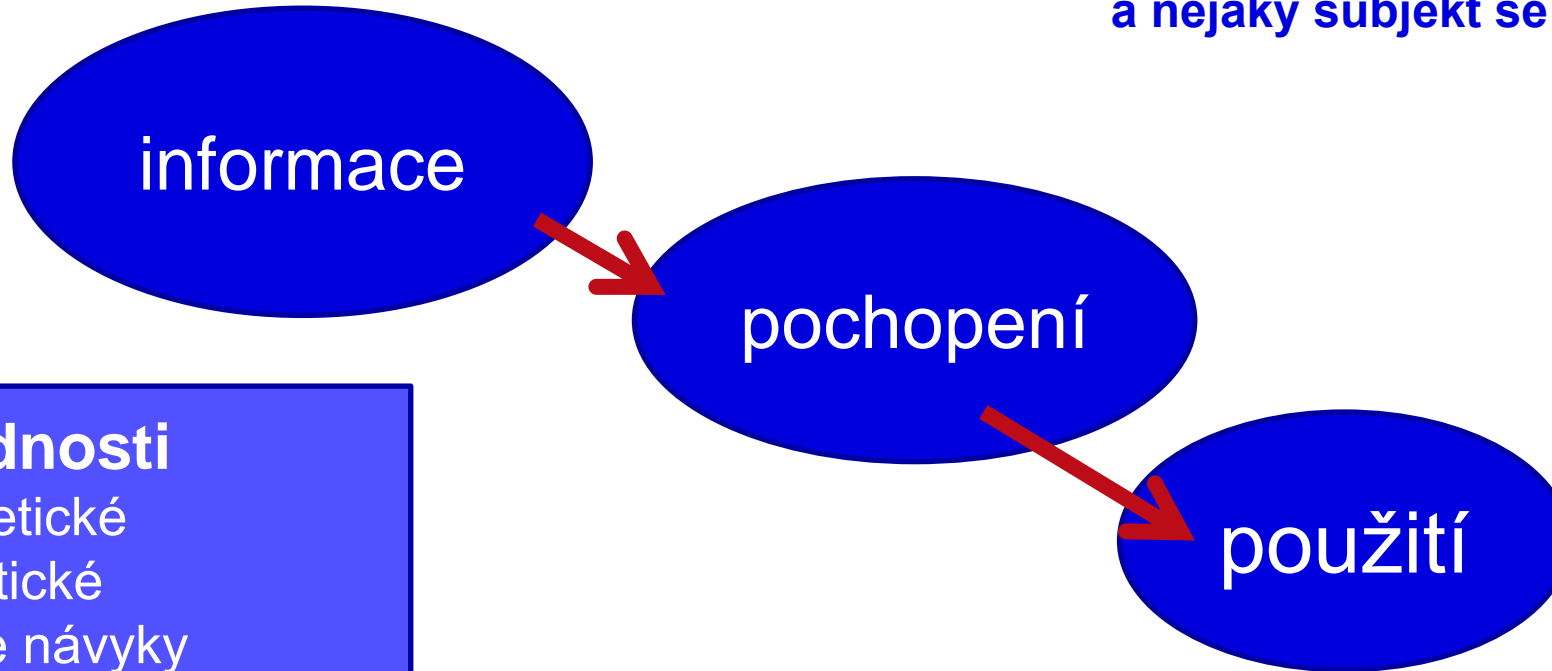 a nějaký subjekt se
informace
pochopení
dnosti
etické
tické
e návyky
použití